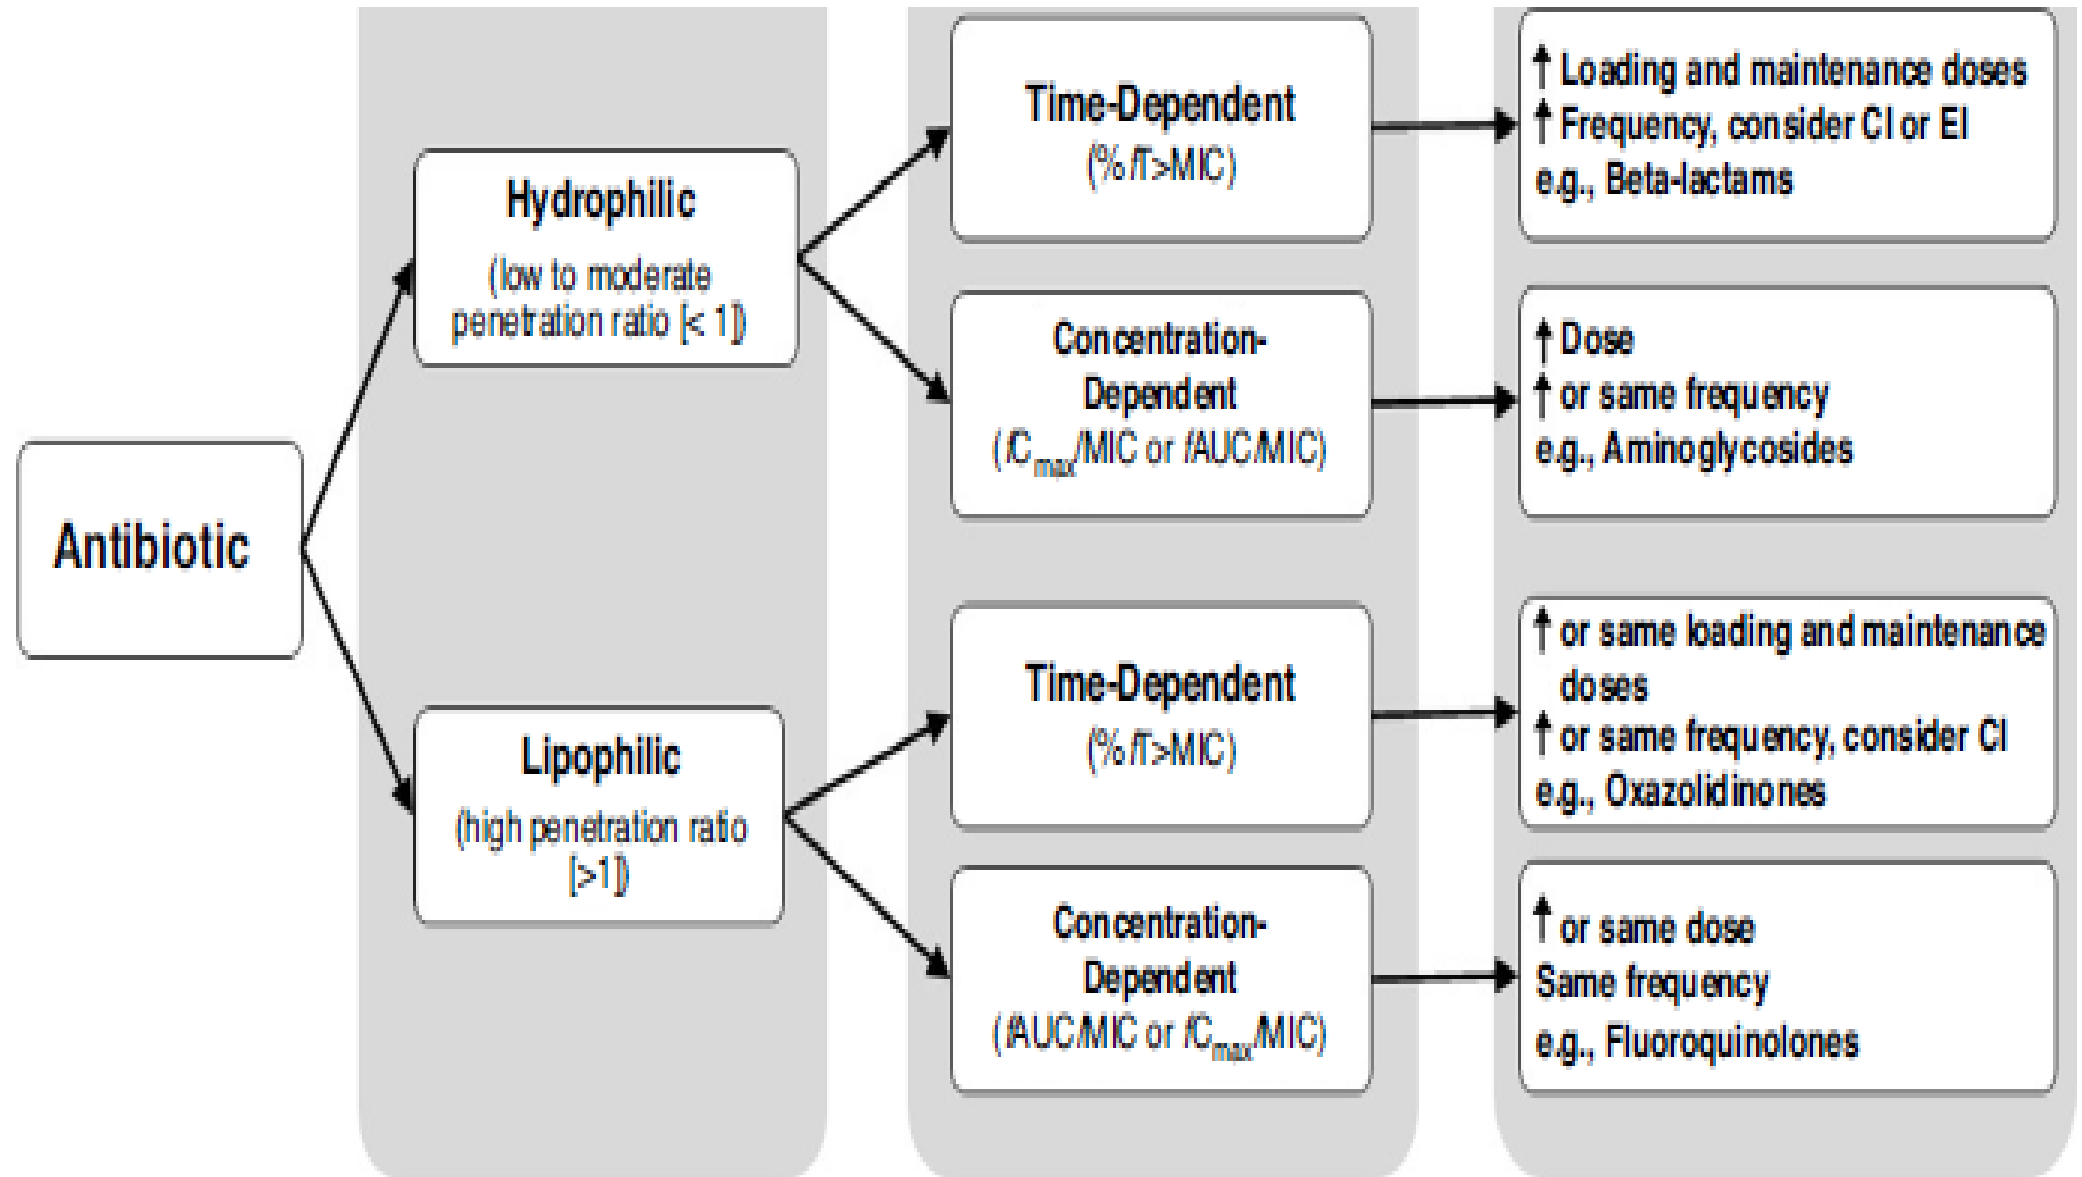 Antibiotic
Hydrophilic
(low to moderate
penetration ratio [< 1])
Lipophilic
(high penetration ratio
[>1])
Time-Dependent
(% fT>MIC)
Concentration-
Dependent
(fCmax/MIC or fAUC/MIC)
Time-Dependent
(% fT>MIC)
Concentration-
Dependent
(fAUC/MIC or fCmax/MIC)
↑ Loading and maintenance doses
↑ Frequency, consider CI or EI
e.g., Beta-lactams
↑ Dose
↑ or same frequency
e.g., Aminoglycosides
↑ or same loading and maintenance
doses
↑ or same frequency, consider CI
e.g., Oxazolidinones
↑ or same dose
Same frequency
e.g., Fluoroquinolones